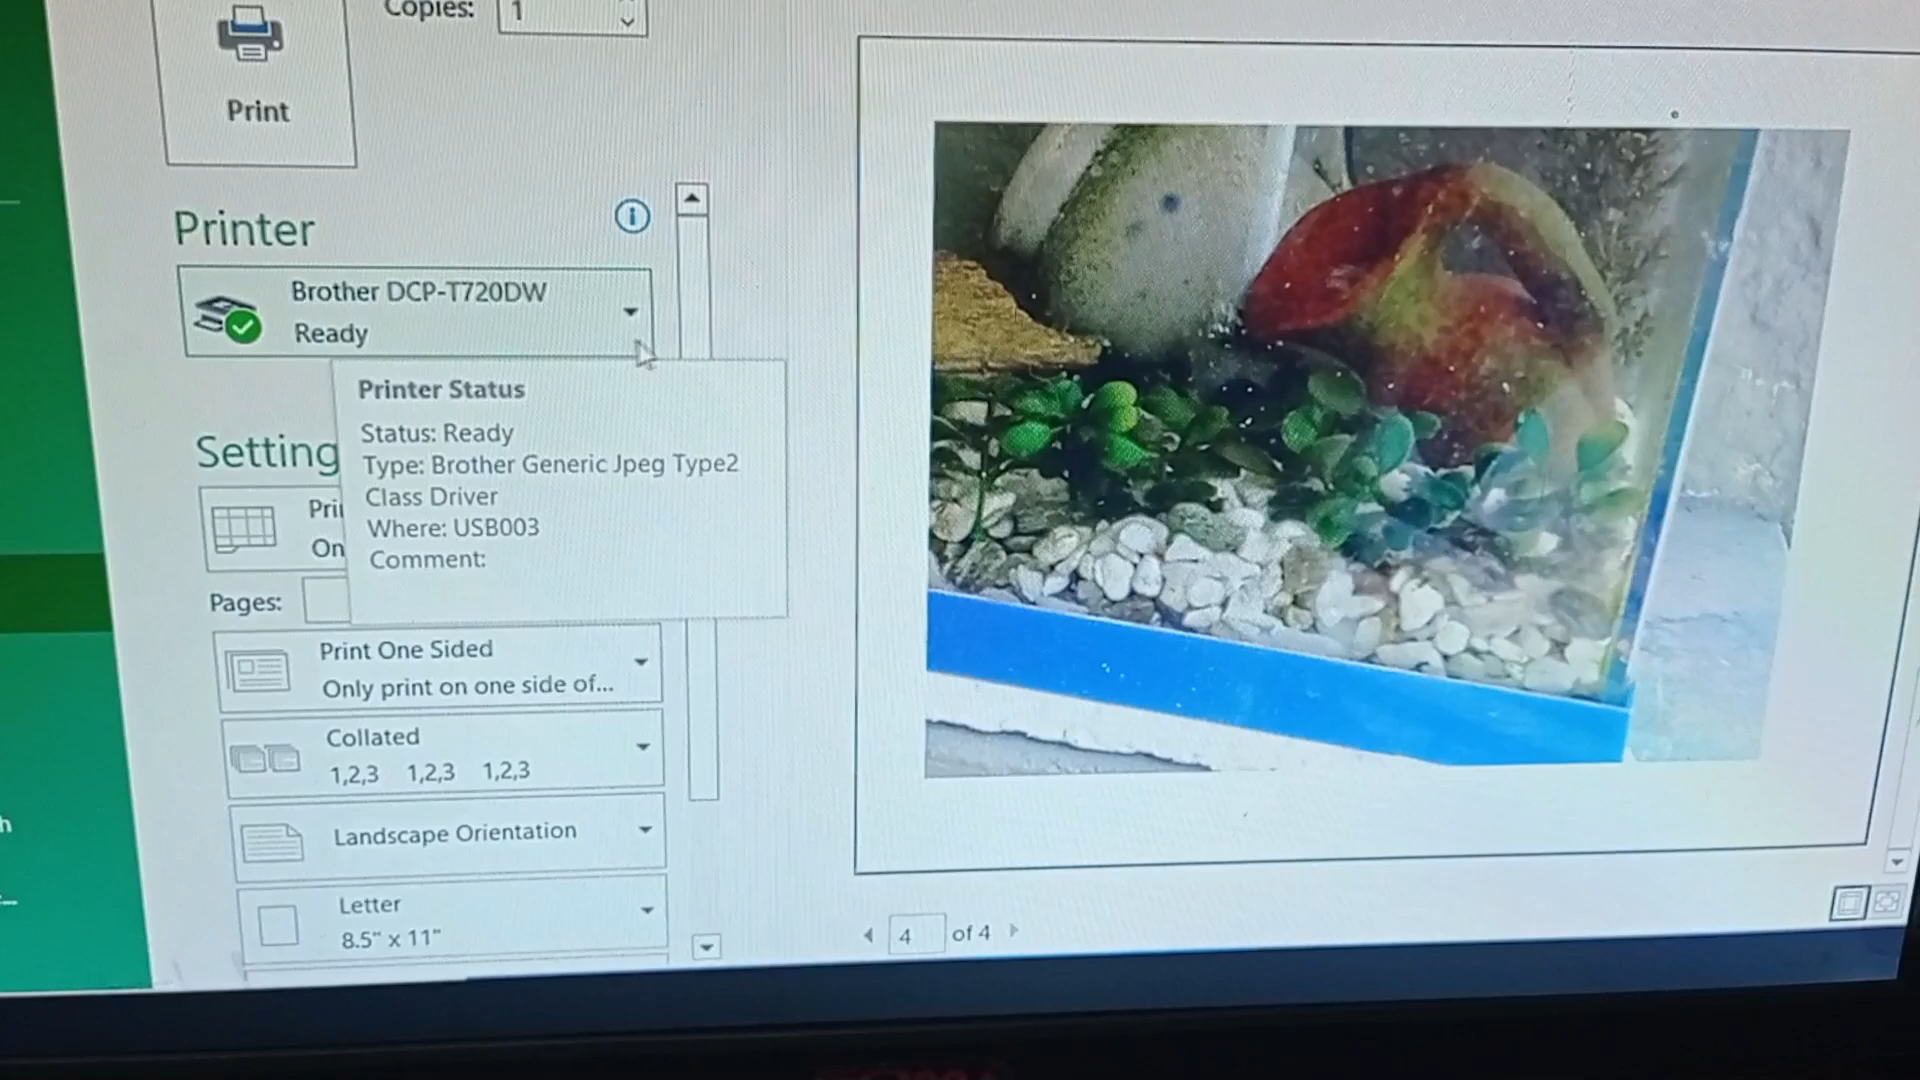 Copies: 1
Print
Printer
Brother DCP-T720DW
Ready
Printer Status
Status: Ready
Type: Brother Generic Jpeg Type2
Class Driver
Where: USB003
Comment:
Setting
Pri
On
Pages:
Print One Sided
Only print on one side of...
Collated
1,2,3 1,2,3 1,2,3
Landscape Orientation
Letter
8.5" x 11"
4 of 4
h